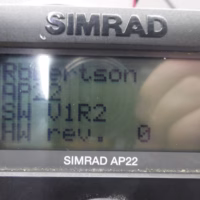 SIMRAD
Robertson
AP22
SW V1R2
HW rev. 0
SIMRAD AP22